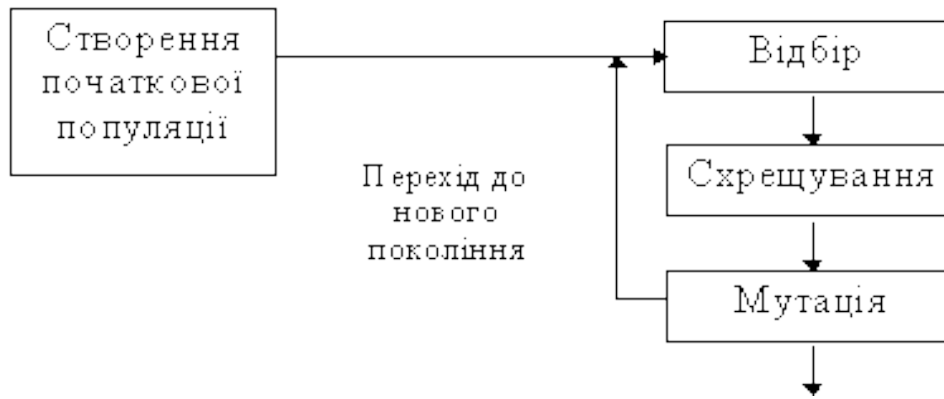 Створення
початкової
популяції
Відбір
Схрещування
Перехід до
нового
покоління
Мутація